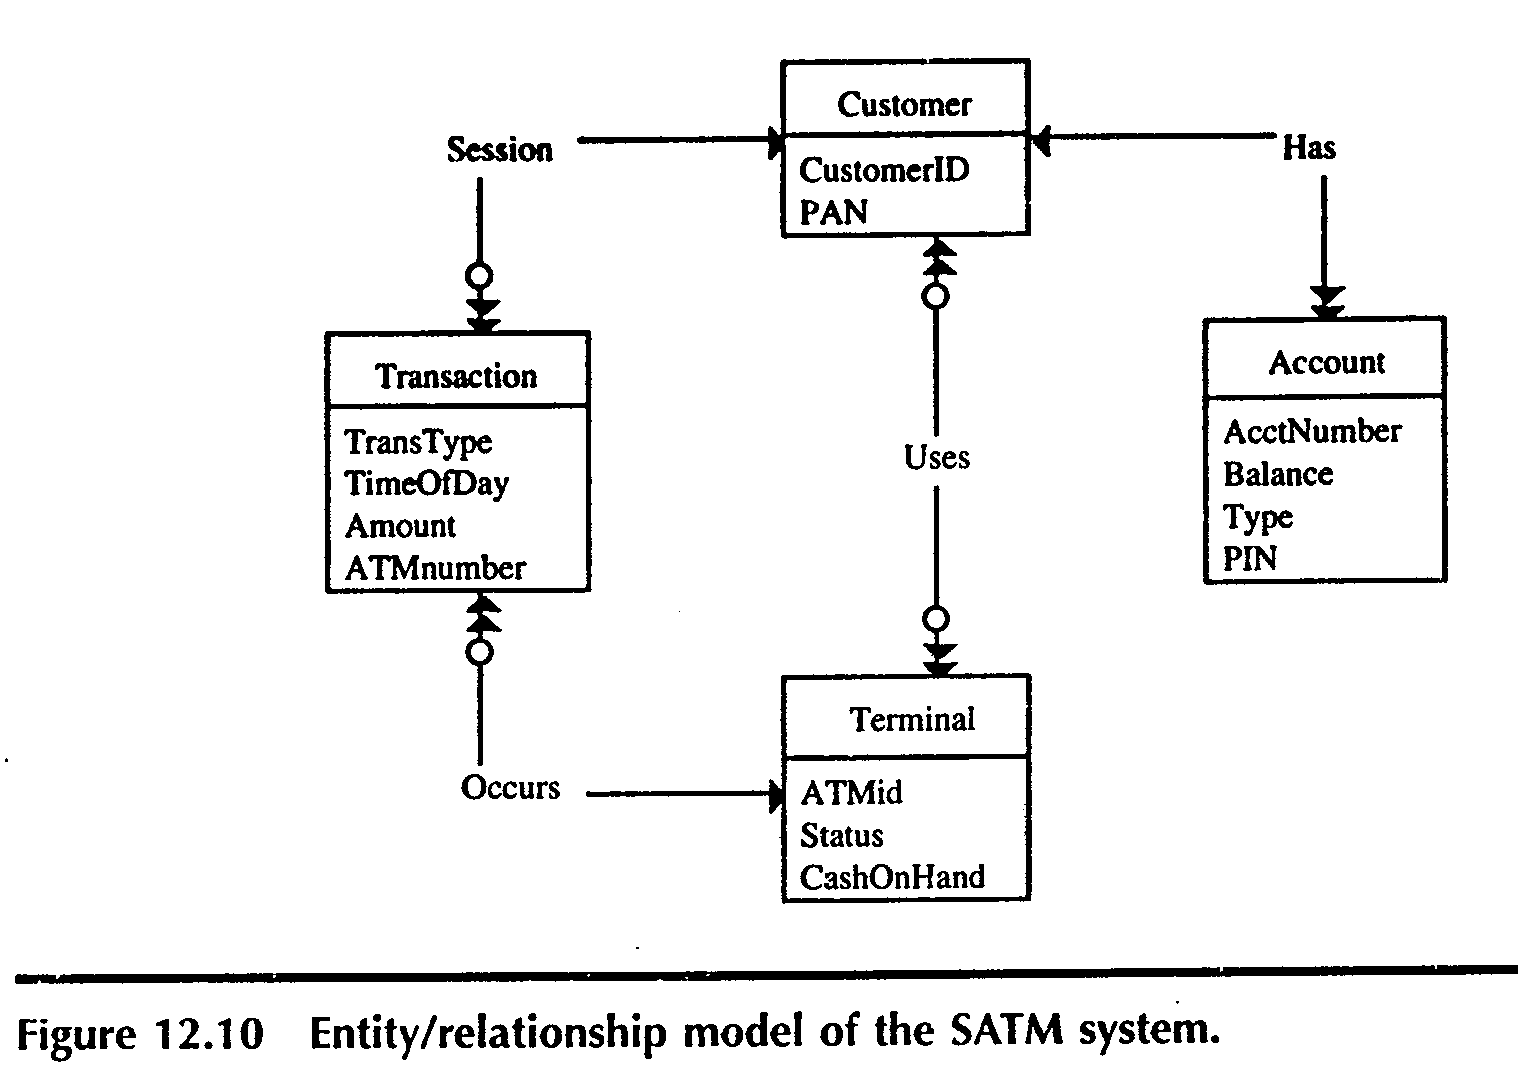 Customer
CustomerID
PAN
Session
Has
Transaction
TransType
TimeOfDay
Amount
ATMnumber
Uses
Account
AcctNumber
Balance
Type
PIN
Occurs
Terminal
ATMid
Status
CashOnHand
Figure 12.10 Entity/relationship model of the SATM system.